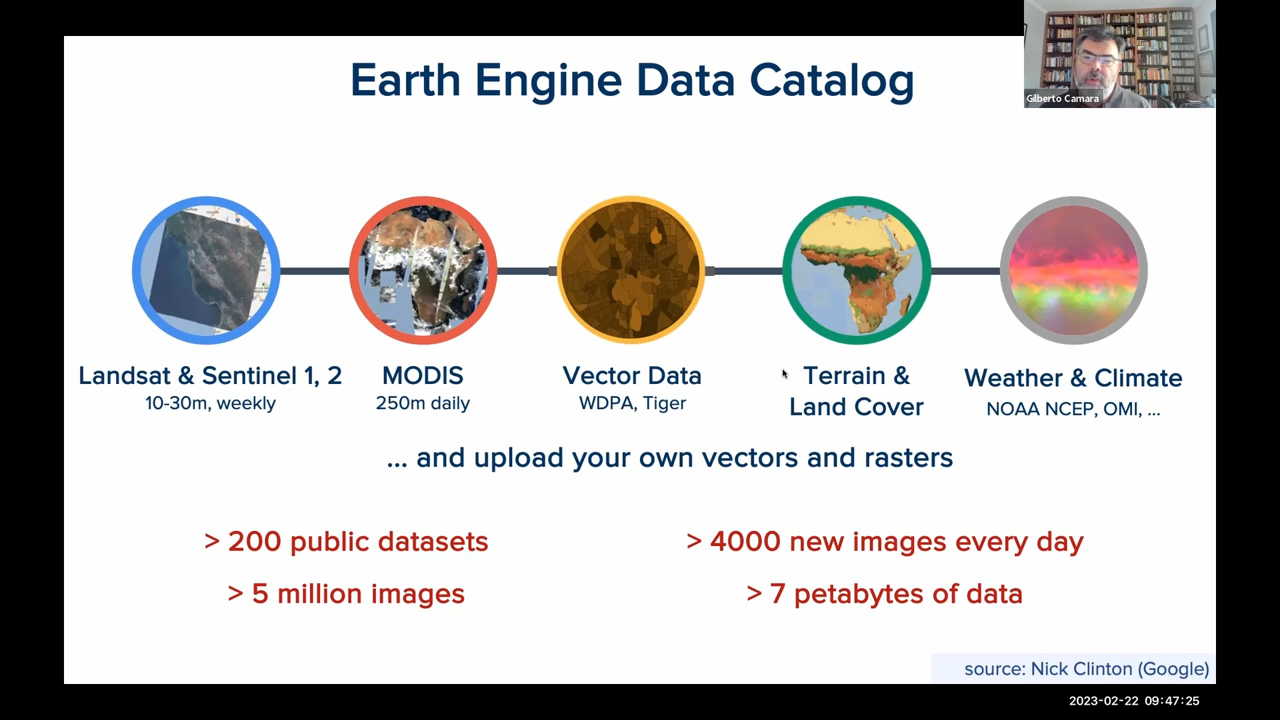 Earth Engine Data Catalog
Gilberto Camara
Landsat & Sentinel 1, 2
10-30m, weekly
MODIS
250m daily
Vector Data
WDPA, Tiger
Terrain &
Land Cover
Weather & Climate
NOAA NCEP, OMI, ...
... and upload your own vectors and rasters
> 200 public datasets
> 4000 new images every day
> 5 million images
> 7 petabytes of data
source: Nick Clinton (Google)
2023-02-22 09:47:25